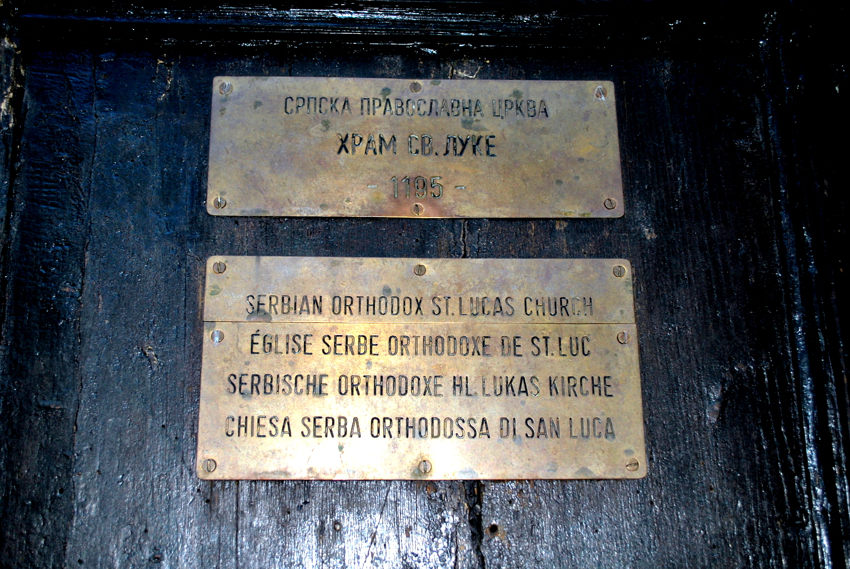 СРПСКА ПРАВОСЛАВНА ЦРКВА
ХРАМ СВ. ЛУКЕ
- 1195 -
SERBIAN ORTHODOX ST. LUCAS CHURCH
ÉGLISE SERBE ORTHODOXE DE ST. LUC
SERBISCHE ORTHODOXE HL. LUKAS KIRCHE
CHIESA SERBA ORTHODOSSA DI SAN LUCA